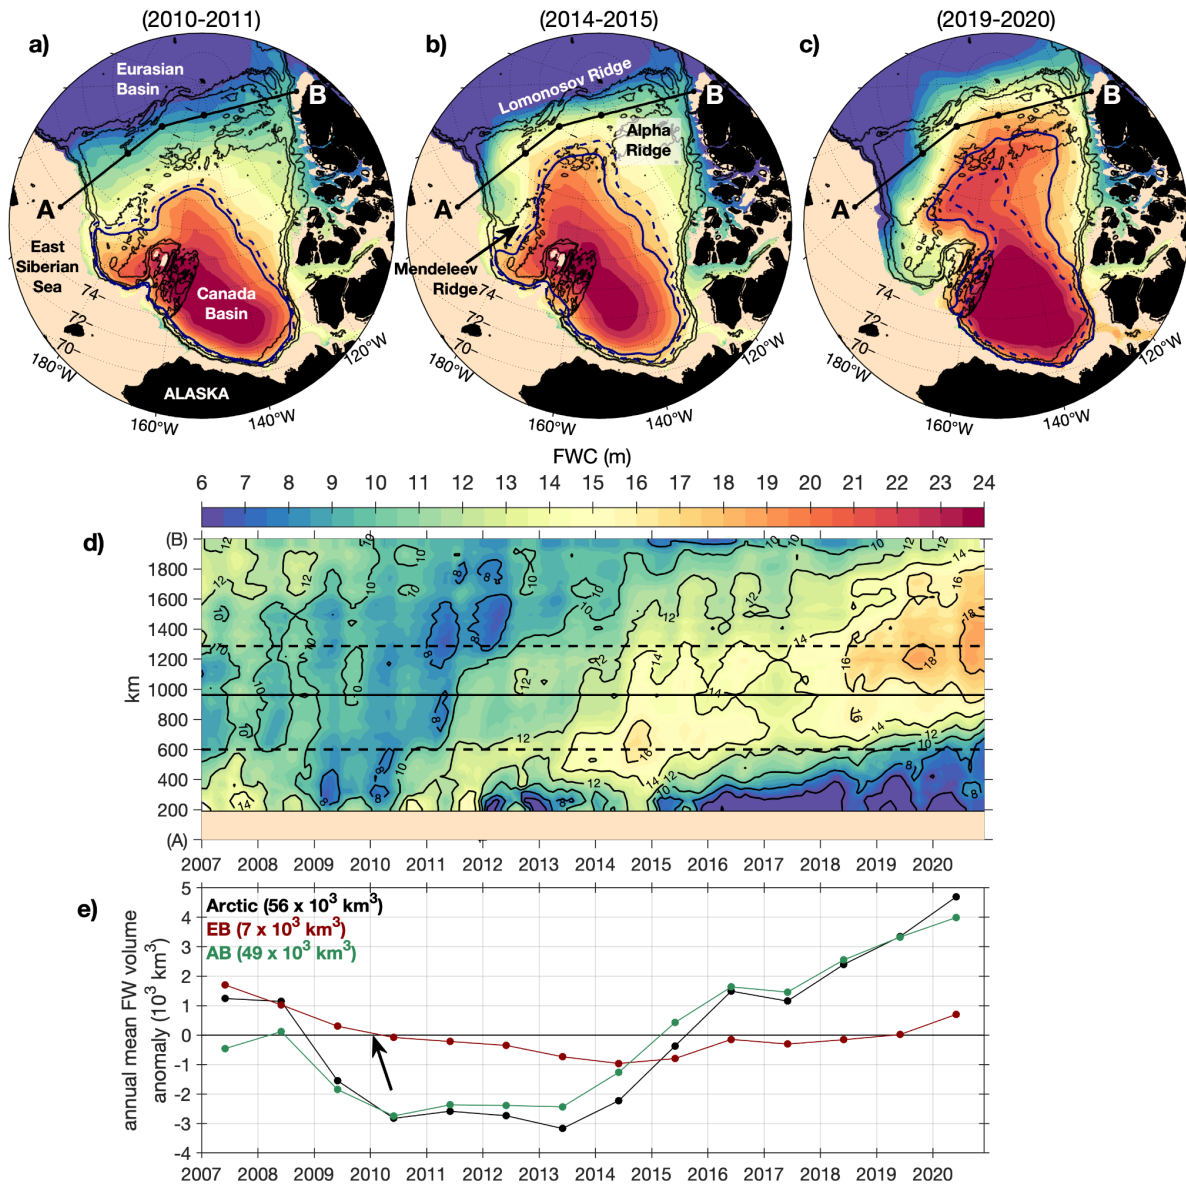 (2010-2011)
(2014-2015)
(2019-2020)
a)
b)
c)
Eurasian
Basin
B
A
East
Siberian
Sea
Canada
Basin
ALASKA
74
72
70
180°W
160°W
140°W
120°W
Lomonosov Ridge
B
Alpha
Ridge
A
Mendeleev
Ridge
74
72
70
180°W
160°W
140°W
120°W
B
A
74
72
70
180°W
160°W
140°W
120°W
FWC (m)
6 7 8 9 10 11 12 13 14 15 16 17 18 19 20 21 22 23 24
d)
(B)
1800
1600
1400
1200
1000
800
600
400
200
(A)
km
2007 2008 2009 2010 2011 2012 2013 2014 2015 2016 2017 2018 2019 2020
e)
Arctic (56 x 10³ km³)
EB (7 x 10³ km³)
AB (49 x 10³ km³)
annual mean FW volume
anomaly (10³ km³)
5
4
3
2
1
0
-1
-2
-3
-4
2007 2008 2009 2010 2011 2012 2013 2014 2015 2016 2017 2018 2019 2020